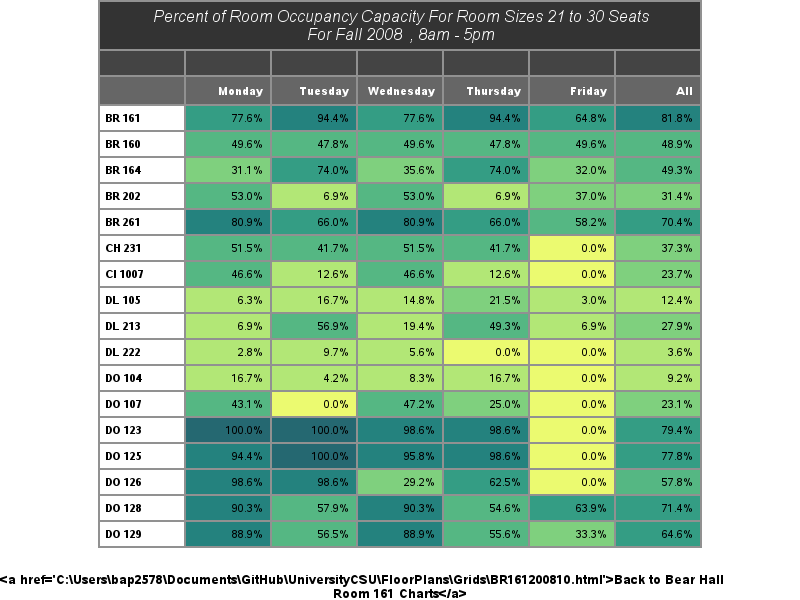 Percent of Room Occupancy Capacity For Room Sizes 21 to 30 Seats
For Fall 2008 , 8am - 5pm
Monday Tuesday Wednesday Thursday Friday All
BR 161 77.6% 94.4% 77.6% 94.4% 64.8% 81.8%
BR 160 49.6% 47.8% 49.6% 47.8% 49.6% 48.9%
BR 164 31.1% 74.0% 35.6% 74.0% 32.0% 49.3%
BR 202 53.0% 6.9% 53.0% 6.9% 37.0% 31.4%
BR 261 80.9% 66.0% 80.9% 66.0% 58.2% 70.4%
CH 231 51.5% 41.7% 51.5% 41.7% 0.0% 37.3%
CI 1007 46.6% 12.6% 46.6% 12.6% 0.0% 23.7%
DL 105 6.3% 16.7% 14.8% 21.5% 3.0% 12.4%
DL 213 6.9% 56.9% 19.4% 49.3% 6.9% 27.9%
DL 222 2.8% 9.7% 5.6% 0.0% 0.0% 3.6%
DO 104 16.7% 4.2% 8.3% 16.7% 0.0% 9.2%
DO 107 43.1% 0.0% 47.2% 25.0% 0.0% 23.1%
DO 123 100.0% 100.0% 98.6% 98.6% 0.0% 79.4%
DO 125 94.4% 100.0% 95.8% 98.6% 0.0% 77.8%
DO 126 98.6% 98.6% 29.2% 62.5% 0.0% 57.8%
DO 128 90.3% 57.9% 90.3% 54.6% 63.9% 71.4%
DO 129 88.9% 56.5% 88.9% 55.6% 33.3% 64.6%
<a href='C:\Users\bap2578\Documents\GitHub\UniversityCSU\FloorPlans\Grids\BR161200810.html'>Back to Bear Hall
Room 161 Charts</a>